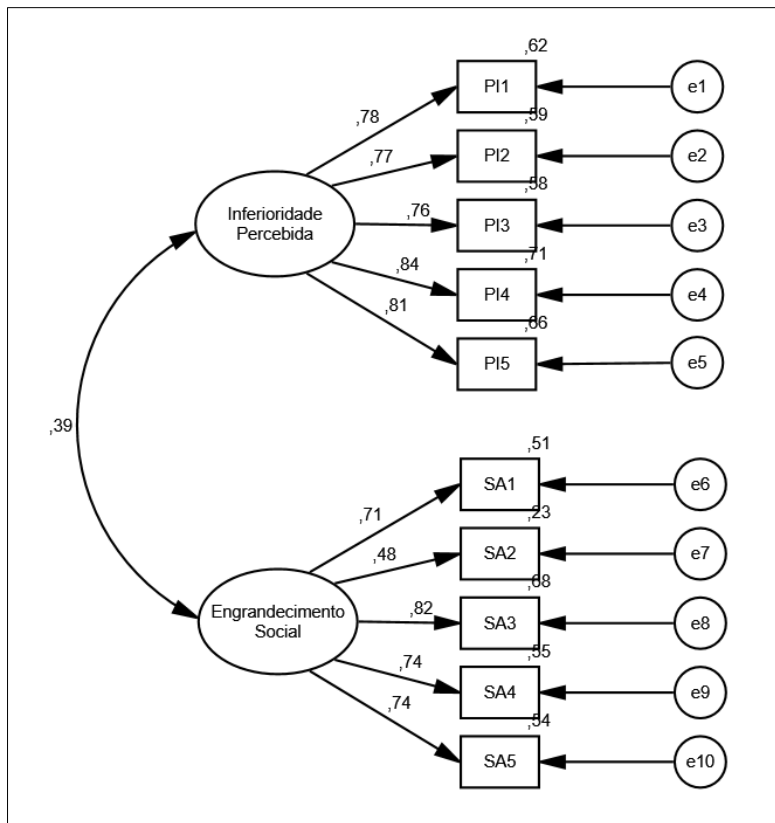 ,62
PI1
e1
,78
,59
PI2
e2
,77
,58
Inferioridade
Percebida
,76
PI3
e3
,71
,84
PI4
e4
,81
,66
PI5
e5
,39
,51
SA1
e6
,71
,23
,48
SA2
e7
,68
Engrandecimento
Social
,82
SA3
e8
,55
,74
SA4
e9
,74
,54
SA5
e10